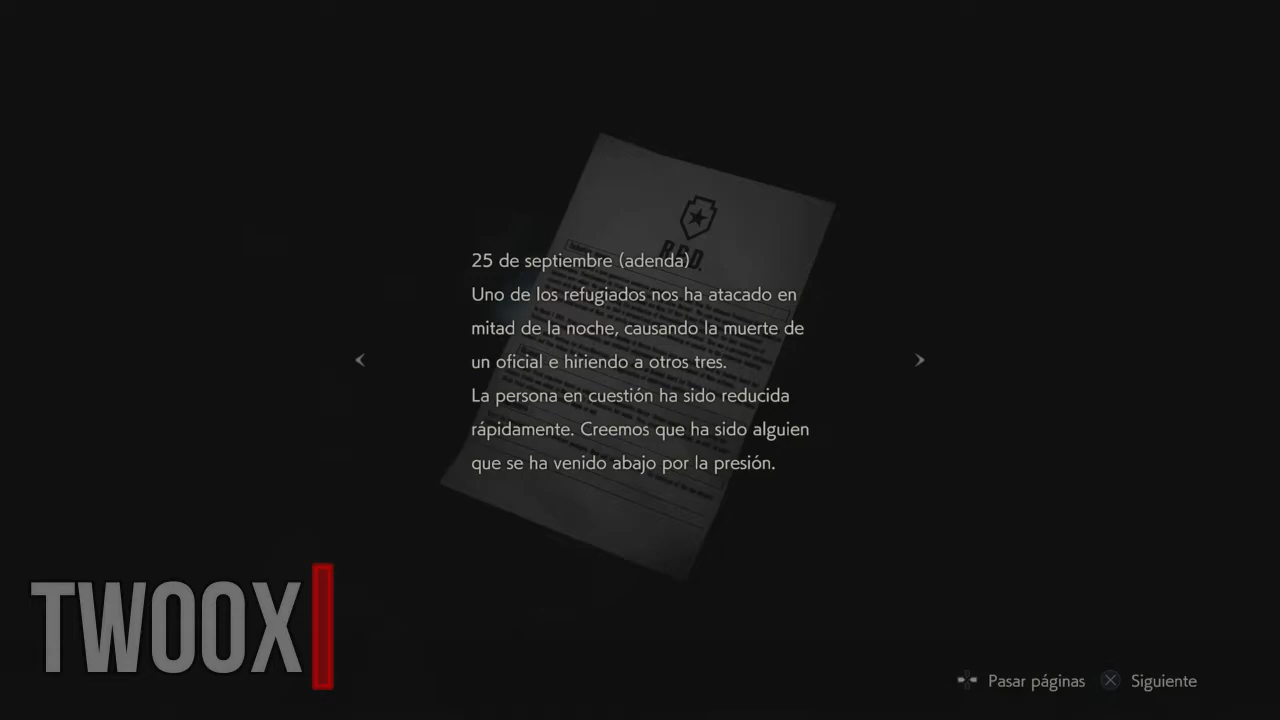 R.P.D.
25 de septiembre (adenda)
Uno de los refugiados nos ha atacado en
mitad de la noche, causando la muerte de
un oficial e hiriendo a otros tres.
La persona en cuestión ha sido reducida
rápidamente. Creemos que ha sido alguien
que se ha venido abajo por la presión.
TWOOX
Pasar páginas
Siguiente